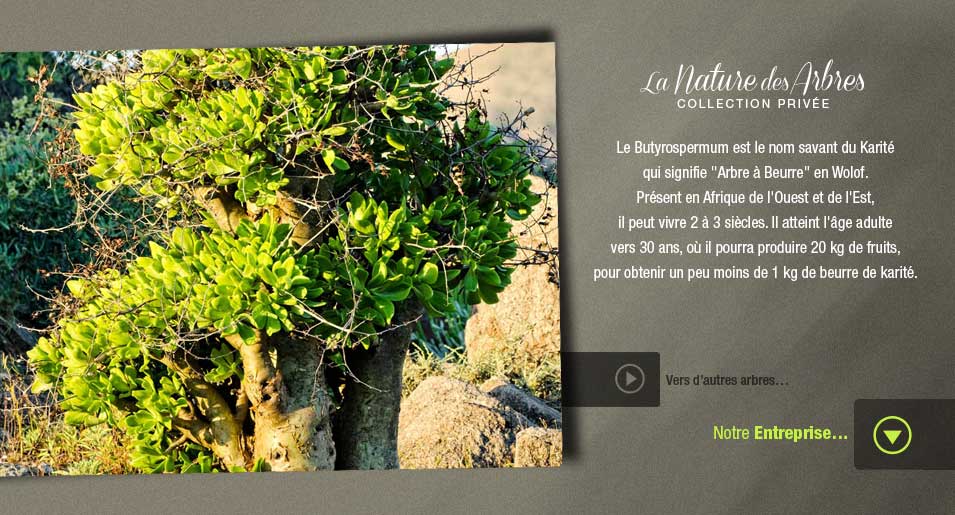 La Nature des Arbres
COLLECTION PRIVÉE
Le Butyrospermum est le nom savant du Karité
qui signifie "Arbre à Beurre" en Wolof.
Présent en Afrique de l'Ouest et de l'Est,
il peut vivre 2 à 3 siècles. Il atteint l'âge adulte
vers 30 ans, où il pourra produire 20 kg de fruits,
pour obtenir un peu moins de 1 kg de beurre de karité.
Vers d'autres arbres...
Notre Entreprise...